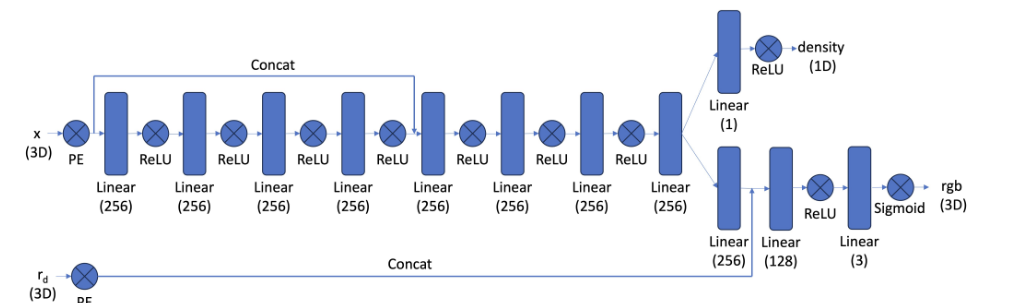 density
(1D)
ReLU
Linear
(1)
Concat
x
(3D)
PE
ReLU
ReLU
ReLU
ReLU
ReLU
ReLU
ReLU
Linear
(256)
Linear
(256)
Linear
(256)
Linear
(256)
Linear
(256)
Linear
(256)
Linear
(256)
Linear
(256)
Linear
(256)
Linear
(128)
ReLU
Linear
(3)
Sigmoid
rgb
(3D)
Concat
r_d
(3D)
PE